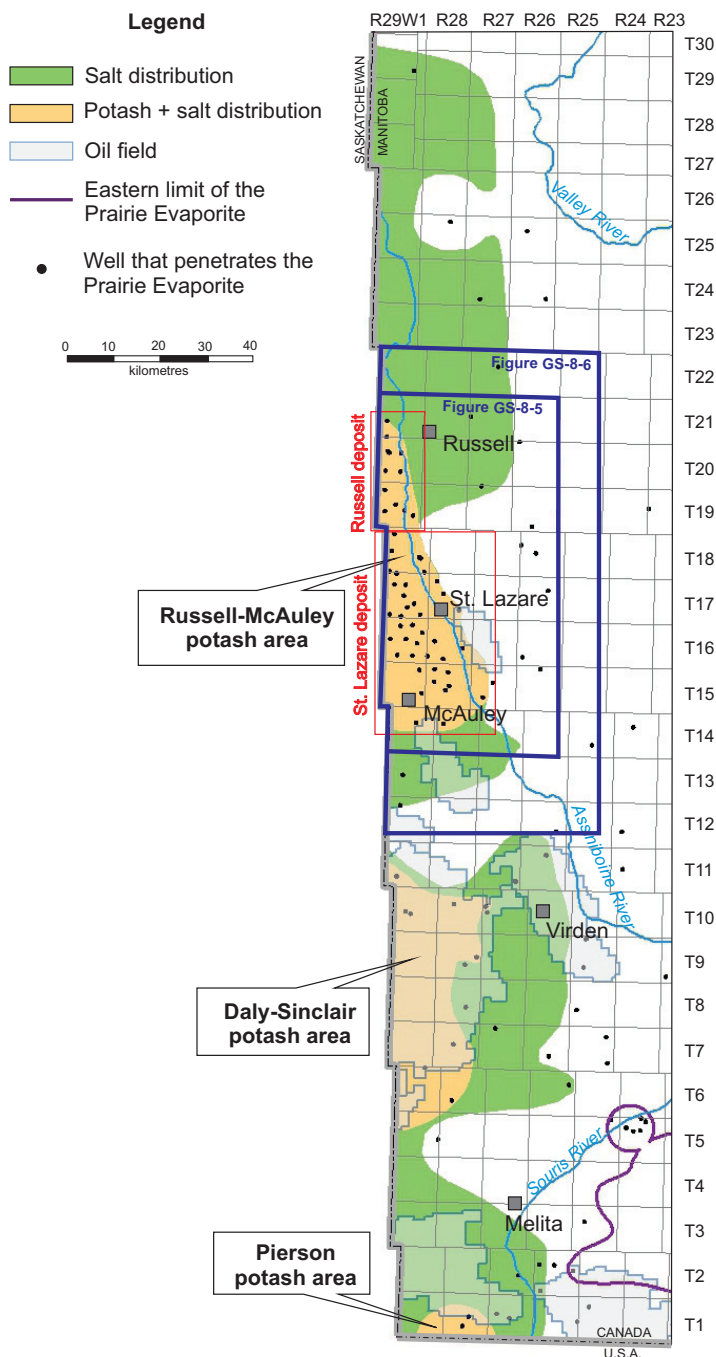 Legend
Salt distribution
Potash + salt distribution
Oil field
Eastern limit of the
Prairie Evaporite
Well that penetrates the
Prairie Evaporite
0 10 20 30 40
kilometres
R29W1 R28 R27 R26 R25 R24 R23
SASKATCHEWAN
MANITOBA
T30
T29
T28
T27
T26
T25
T24
T23
T22
T21
T20
T19
T18
T17
T16
T15
T14
T13
T12
T11
T10
T9
T8
T7
T6
T5
T4
T3
T2
T1
Valley River
Figure GS-8-6
Figure GS-8-5
Russell
Russell deposit
St. Lazare deposit
St. Lazare
Russell-McAuley
potash area
McAuley
Assiniboine River
Virden
Daly-Sinclair
potash area
Souris River
Melita
Pierson
potash area
CANADA
U.S.A.